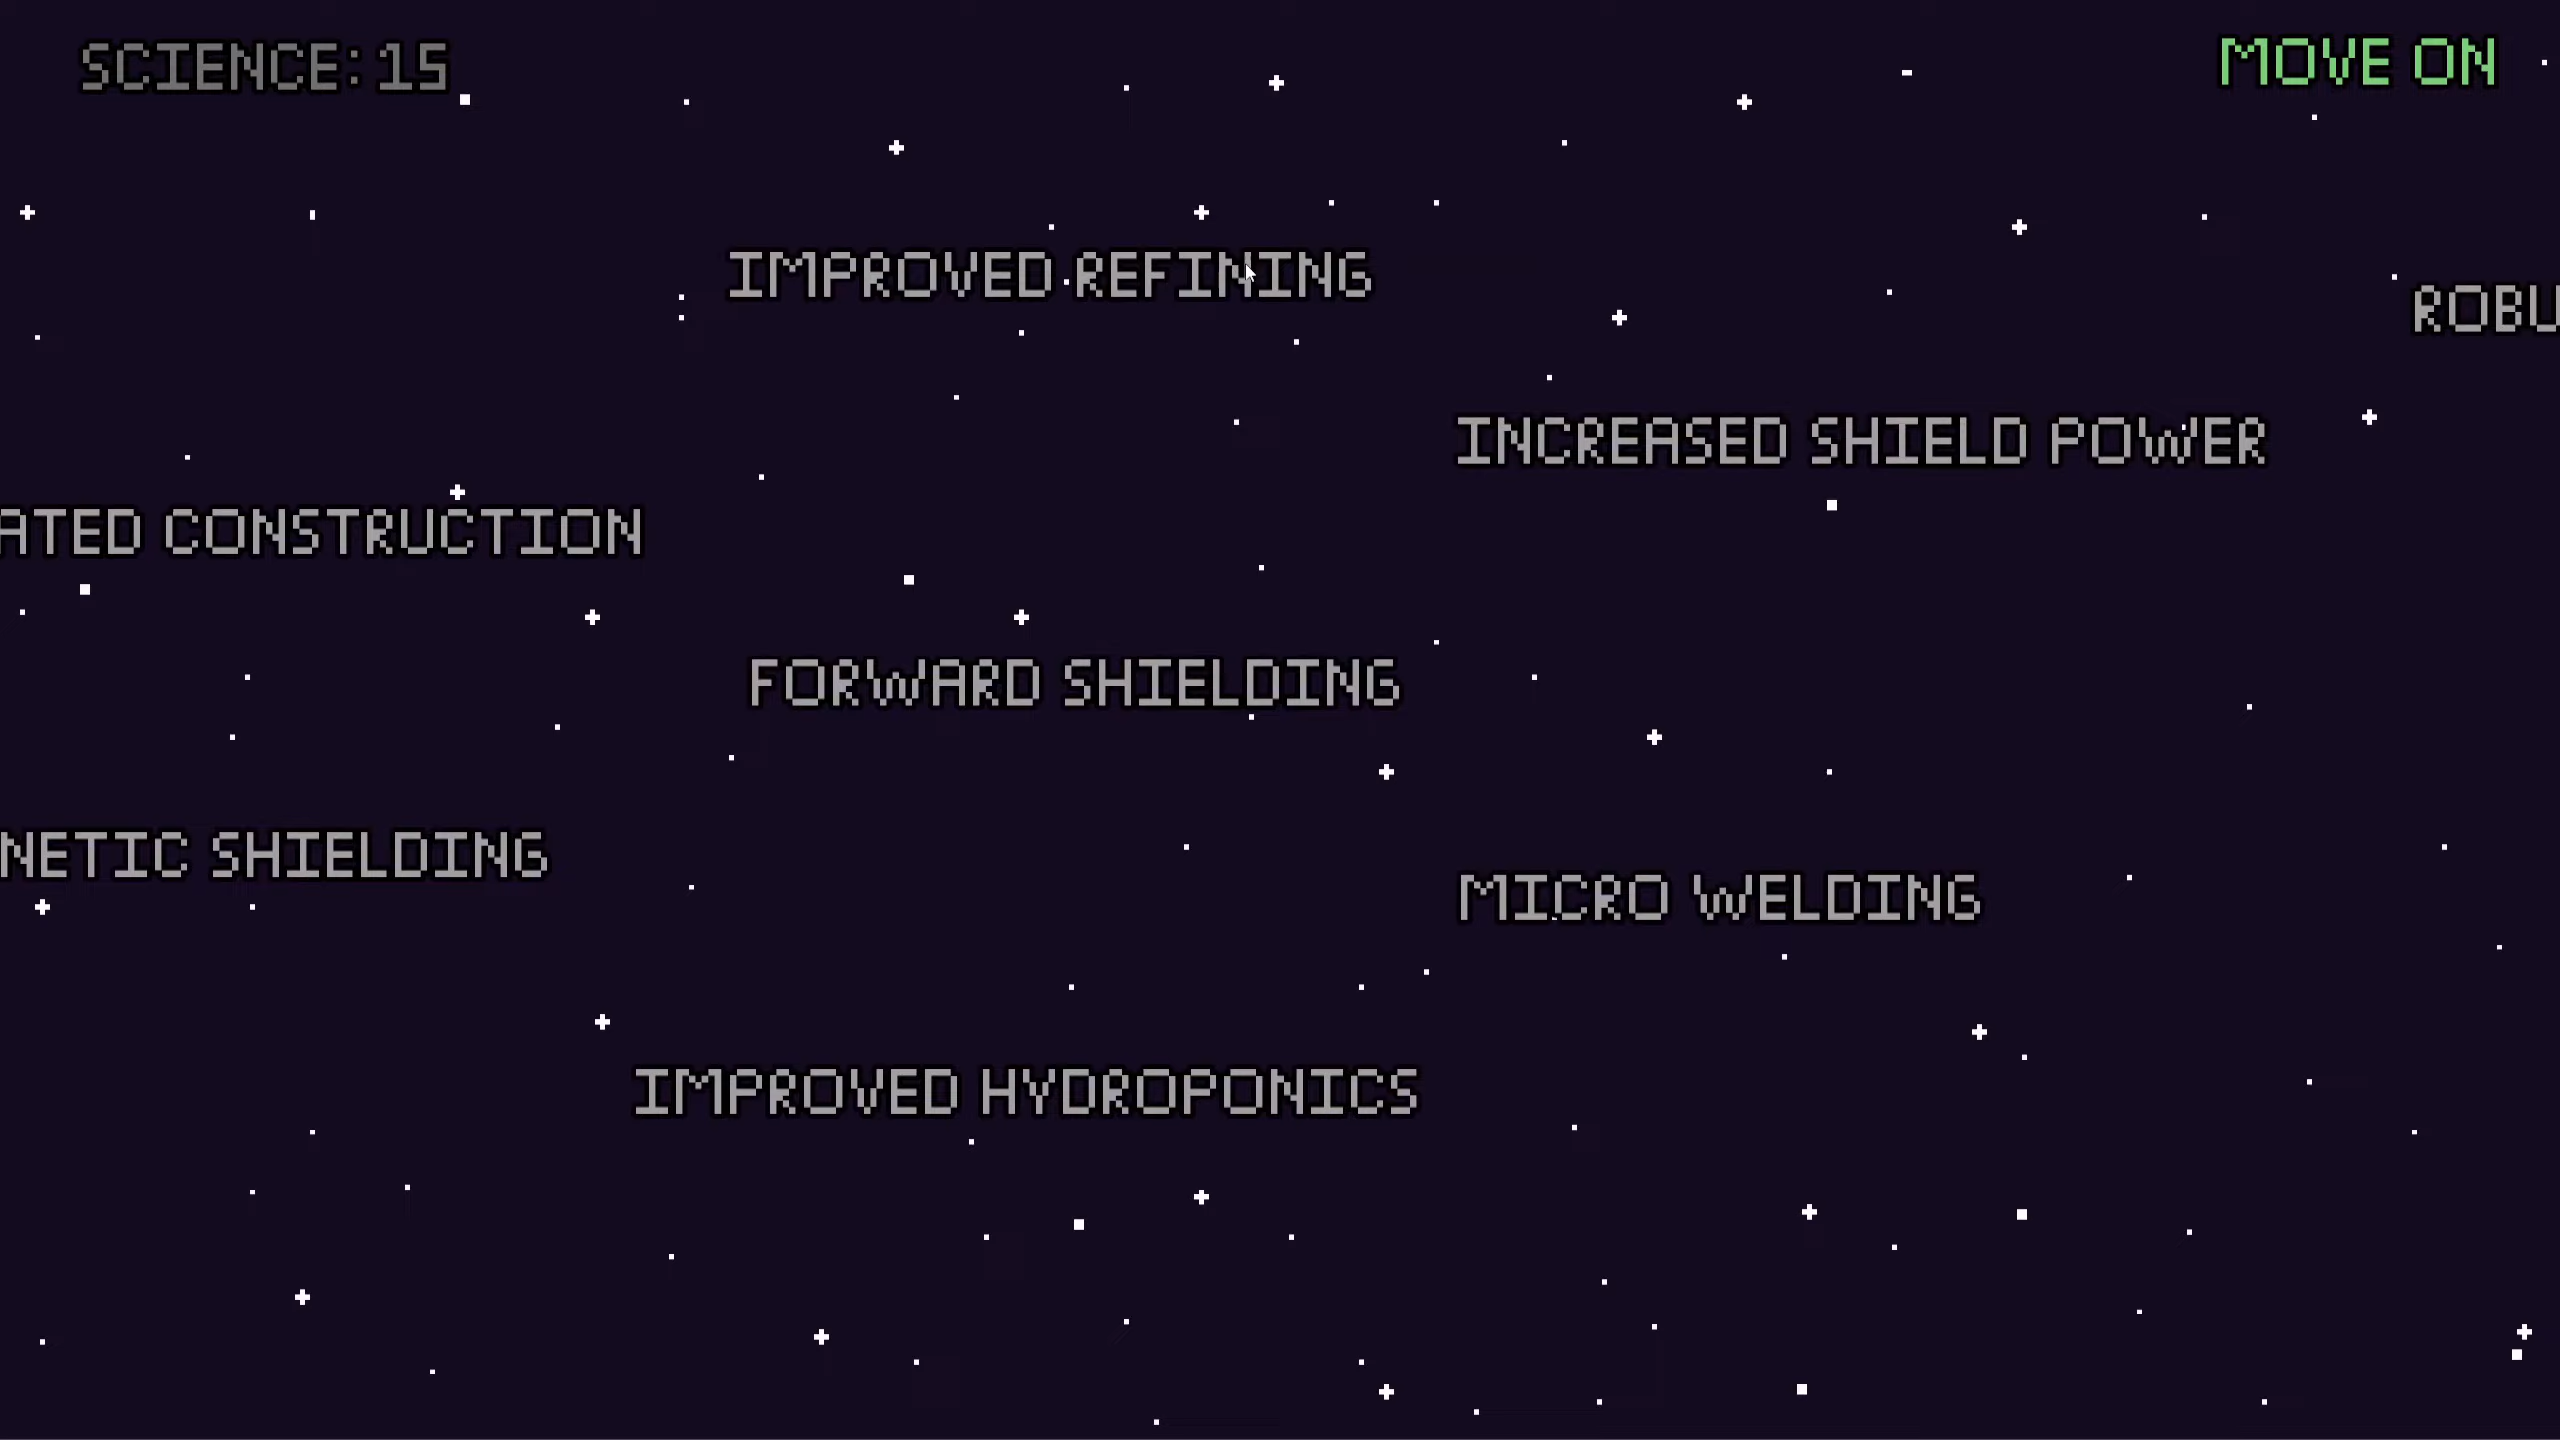 SCIENCE:15
MOVE ON
IMPROVED REFINING
ROBU
INCREASED SHIELD POWER
ATED CONSTRUCTION
FORWARD SHIELDING
NETIC SHIELDING
MICRO WELDING
IMPROVED HYDROPONICS